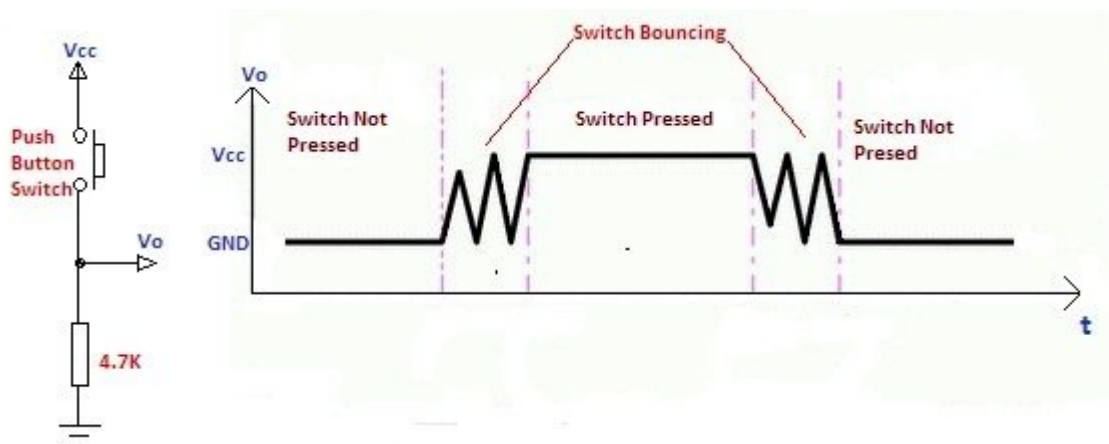 Vcc
Push
Button
Switch
Vo
4.7K
Switch Bouncing
Vo
Switch Not
Pressed
Switch Pressed
Switch Not
Presed
Vcc
GND
t